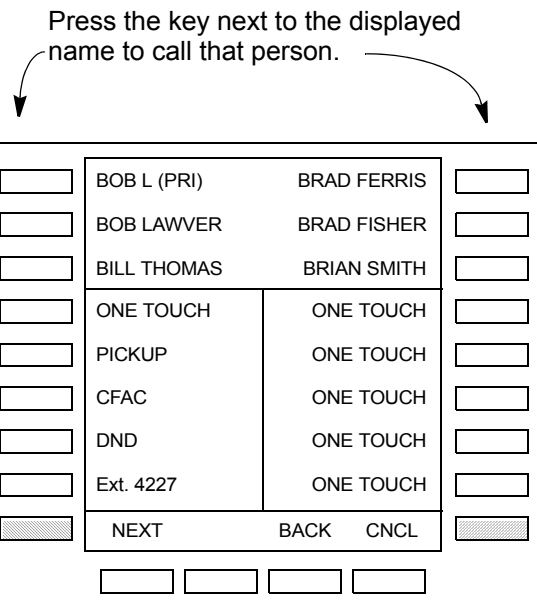 Press the key next to the displayed
name to call that person.
BOB L (PRI) BRAD FERRIS
BOB LAWVER BRAD FISHER
BILL THOMAS BRIAN SMITH
ONE TOUCH ONE TOUCH
PICKUP ONE TOUCH
CFAC ONE TOUCH
DND ONE TOUCH
Ext. 4227 ONE TOUCH
NEXT BACK CNCL